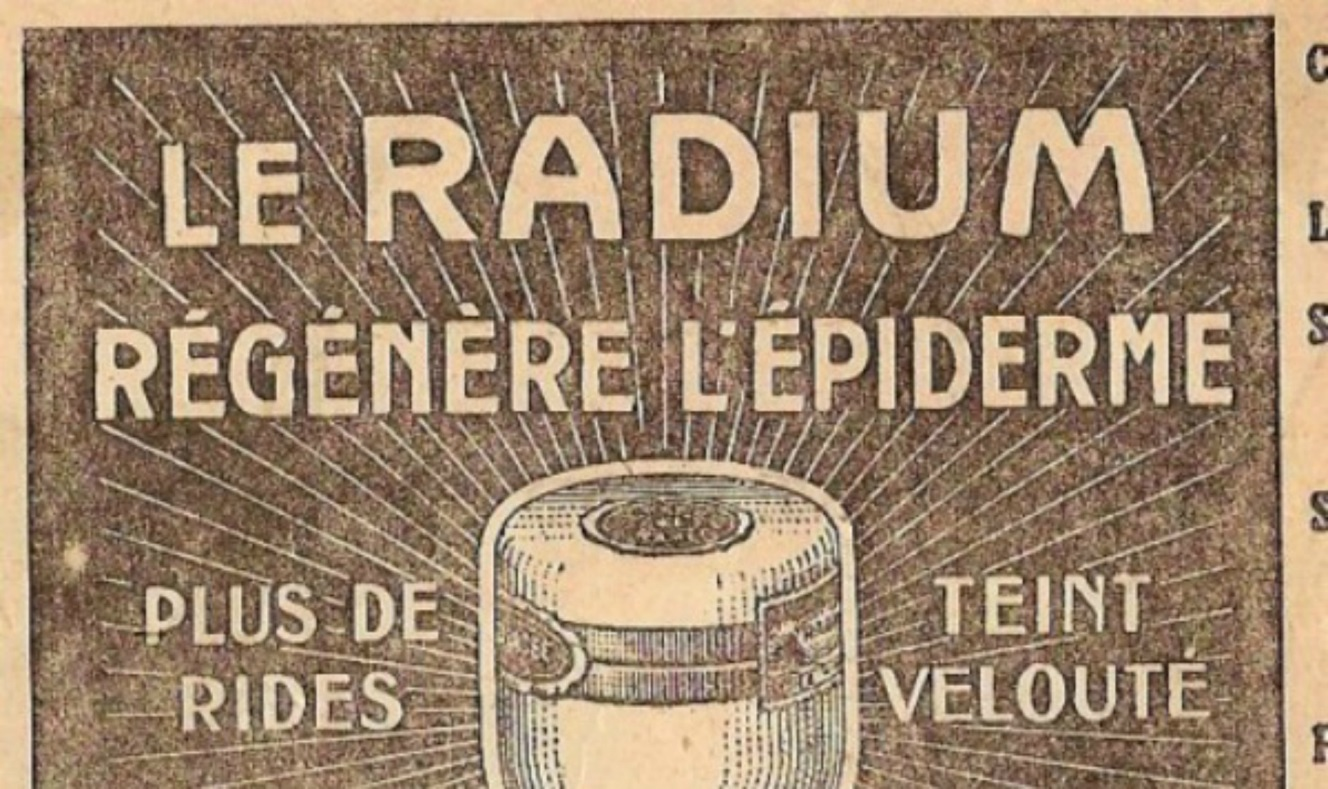 LE RADIUM
RÉGÉNÈRE L'ÉPIDERME
PLUS DE
RIDES
TEINT
VELOUTÉ